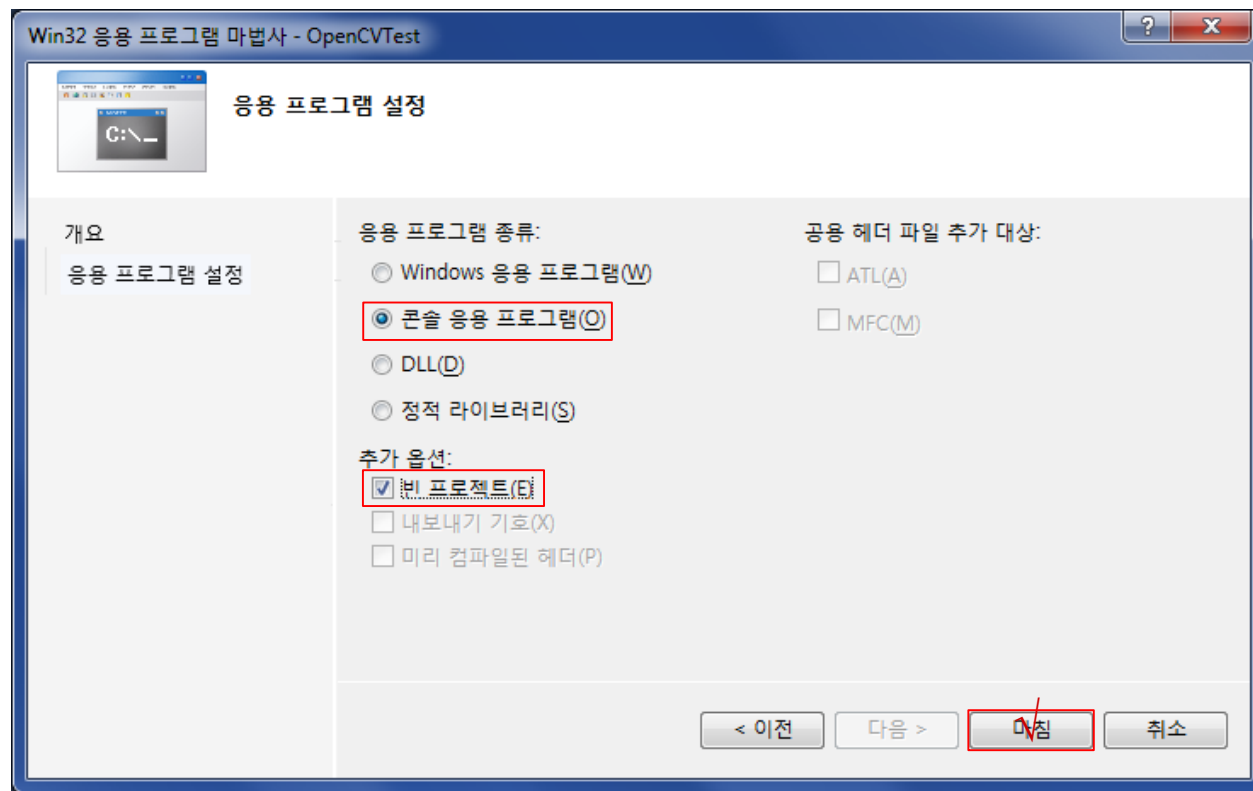 Win32 응용 프로그램 마법사 - OpenCVTest
C:\_
응용 프로그램 설정
개요
응용 프로그램 설정
응용 프로그램 종류:
Windows 응용 프로그램(W)
콘솔 응용 프로그램(O)
DLL(D)
정적 라이브러리(S)
추가 옵션:
빈 프로젝트(E)
내보내기 기호(X)
미리 컴파일된 헤더(P)
공용 헤더 파일 추가 대상:
ATL(A)
MFC(M)
< 이전
다음 >
마침
취소